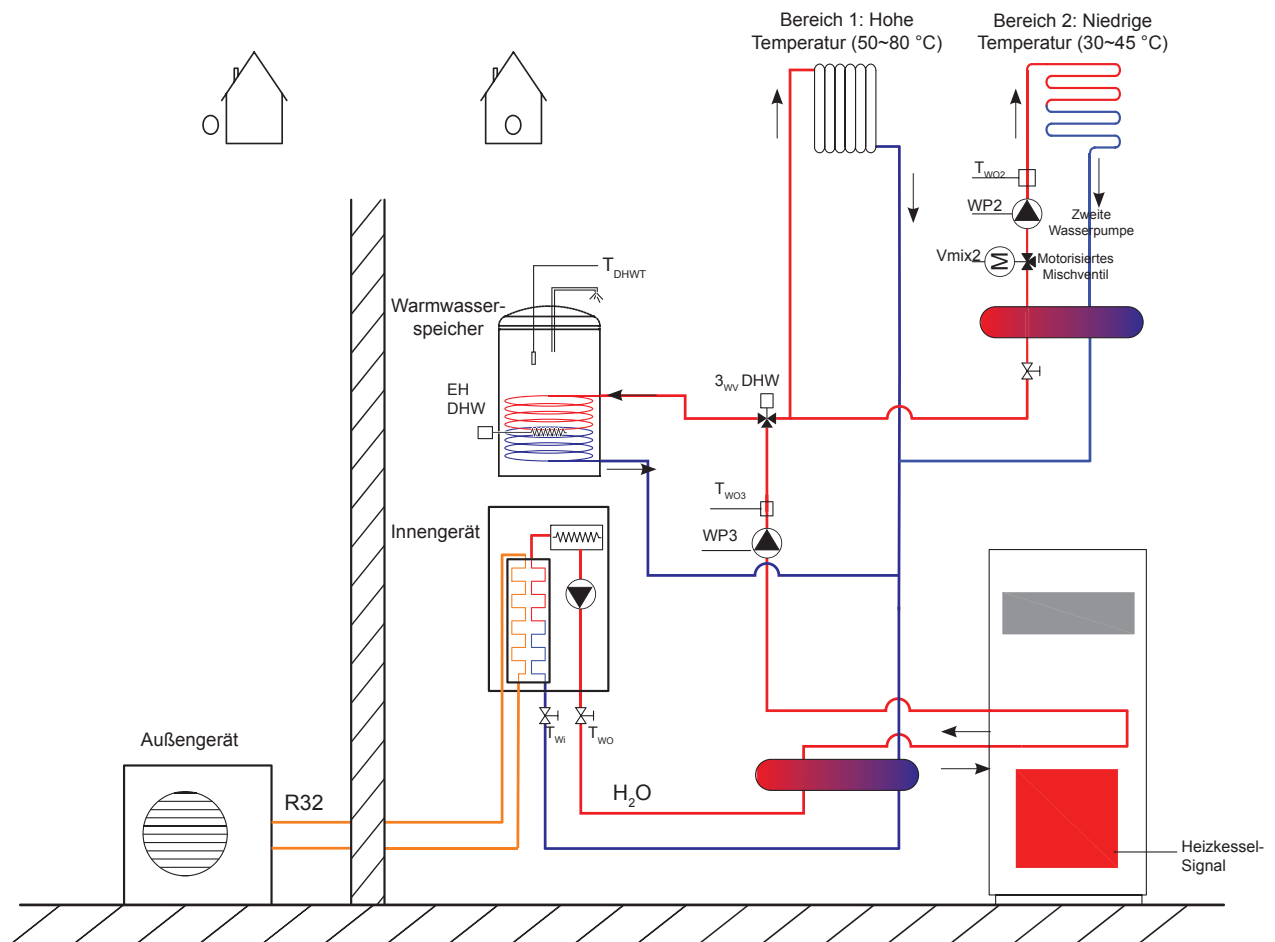 Bereich 1: Hohe
Temperatur (50~80 °C)
Bereich 2: Niedrige
Temperatur (30~45 °C)
TWO2
WP2
Zweite
Wasserpumpe
Vmix2
M
Motorisiertes
Mischventil
TDHWT
Warmwasser-
speicher
EH
DHW
3WV DHW
TWO3
WP3
Innengerät
TWi
TWO
Außengerät
R32
H2O
Heizkessel-
Signal